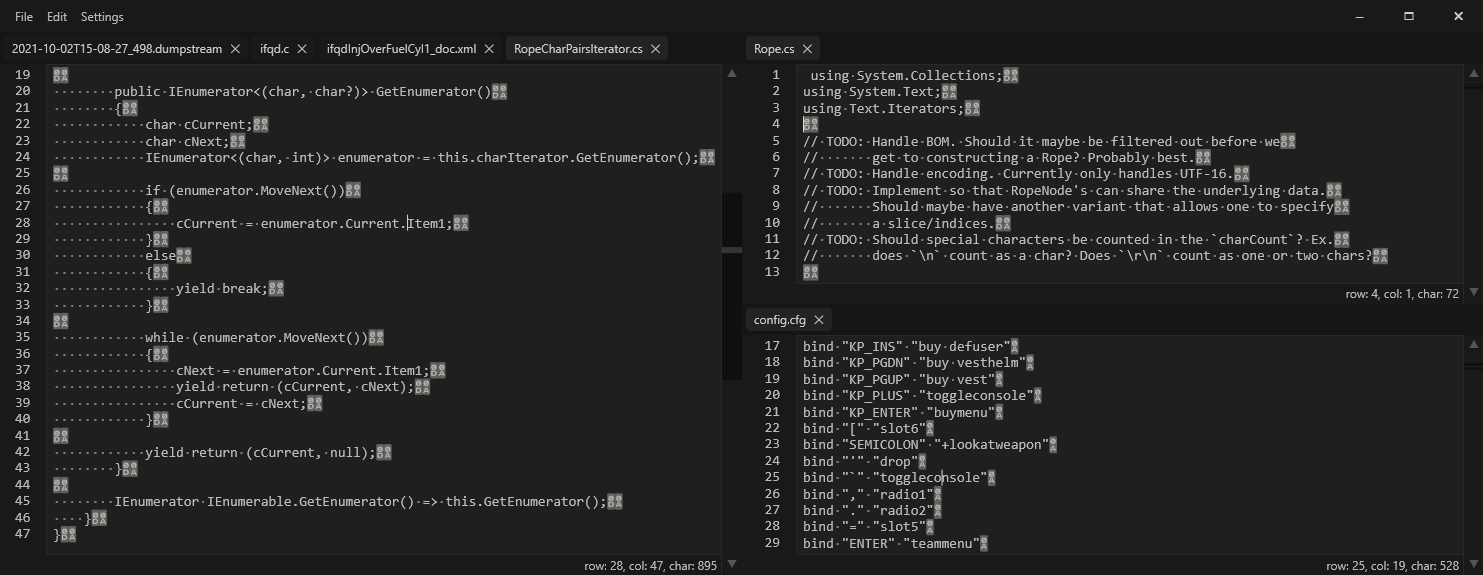 File Edit Settings
2021-10-02T15-08-27_498.dumpstream ifqd.c ifqdInjOverFuelCyl1_doc.xml RopeCharPairsIterator.cs
19
20 public IEnumerator<(char, char?)> GetEnumerator()
21 {
22 char cCurrent;
23 char cNext;
24 IEnumerator<(char, int)> enumerator = this.charIterator.GetEnumerator();
25
26 if (enumerator.MoveNext())
27 {
28 cCurrent = enumerator.Current.Item1;
29 }
30 else
31 {
32 yield break;
33 }
34
35 while (enumerator.MoveNext())
36 {
37 cNext = enumerator.Current.Item1;
38 yield return (cCurrent, cNext);
39 cCurrent = cNext;
40 }
41
42 yield return (cCurrent, null);
43 }
44
45 IEnumerator IEnumerable.GetEnumerator() => this.GetEnumerator();
46 }
47 }
row: 28, col: 47, char: 895
Rope.cs
1 using System.Collections;
2 using System.Text;
3 using Text.Iterators;
4
5 // TODO: Handle BOM. Should it maybe be filtered out before we
6 // get to constructing a Rope? Probably best.
7 // TODO: Handle encoding. Currently only handles UTF-16.
8 // TODO: Implement so that RopeNode's can share the underlying data.
9 // Should maybe have another variant that allows one to specify
10 // a slice/indices.
11 // TODO: Should special characters be counted in the `charCount`? Ex.
12 // does `\n` count as a char? Does `\r\n` count as one or two chars?
13
row: 4, col: 1, char: 72
config.cfg
17 bind "KP_INS" "buy defuser"
18 bind "KP_PGDN" "buy vesthelm"
19 bind "KP_PGUP" "buy vest"
20 bind "KP_PLUS" "toggleconsole"
21 bind "KP_ENTER" "buymenu"
22 bind "[" "slot6"
23 bind "SEMICOLON" "+lookatweapon"
24 bind "'" "drop"
25 bind "`" "toggleconsole"
26 bind "," "radio1"
27 bind "." "radio2"
28 bind "=" "slot5"
29 bind "ENTER" "teammenu"
row: 25, col: 19, char: 528